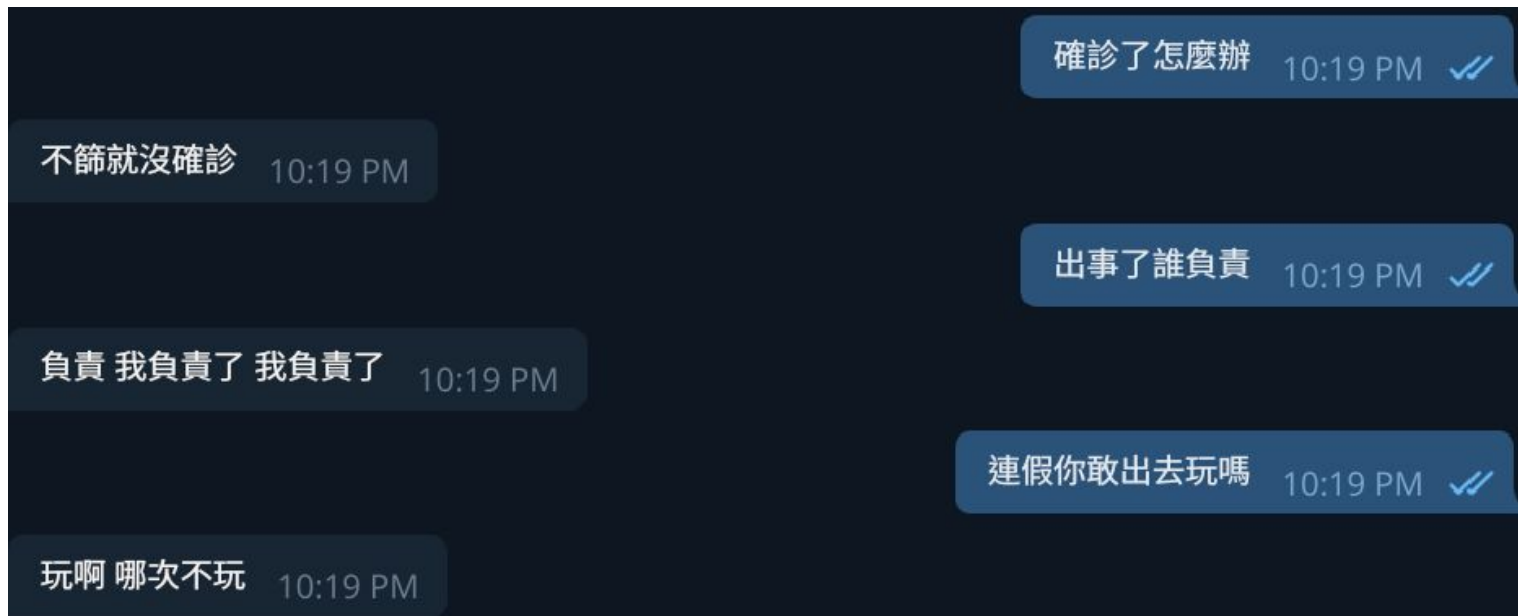 確診了怎麼辦 10:19 PM
不篩就沒確診 10:19 PM
出事了誰負責 10:19 PM
負責 我負責了 我負責了 10:19 PM
連假你敢出去玩嗎 10:19 PM
玩啊 哪次不玩 10:19 PM